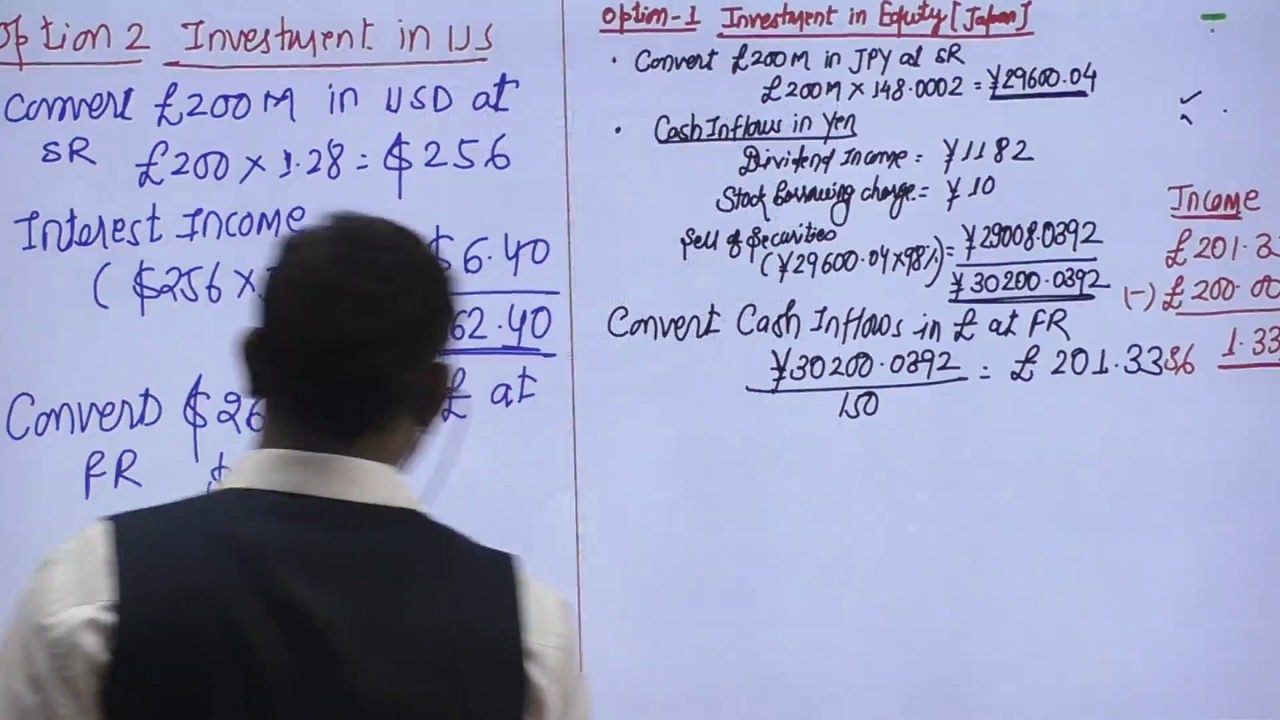 Option 2 Investment in US
Convert £200M in USD at
SR £200 × 1.28 = $256
Interest Income
($256 ×
$6.40
62.40
Convert $26 £ at
FR
Option-1 Investment in Equity [Japan]
· Convert £200M in JPY at SR
£200M × 148.0002 = ¥29600.04
· Cash Inflows in Yen
Dividend Income = ¥1182
Stock Borrowing charge = ¥10
Sell of Securities
(¥29600.04 × 98%) = ¥29008.0392
¥30200.0392
Convert Cash Inflows in £ at FR
¥30200.0392 = £ 201.3336
150
Income
£201.33
(-) £200.00
1.33